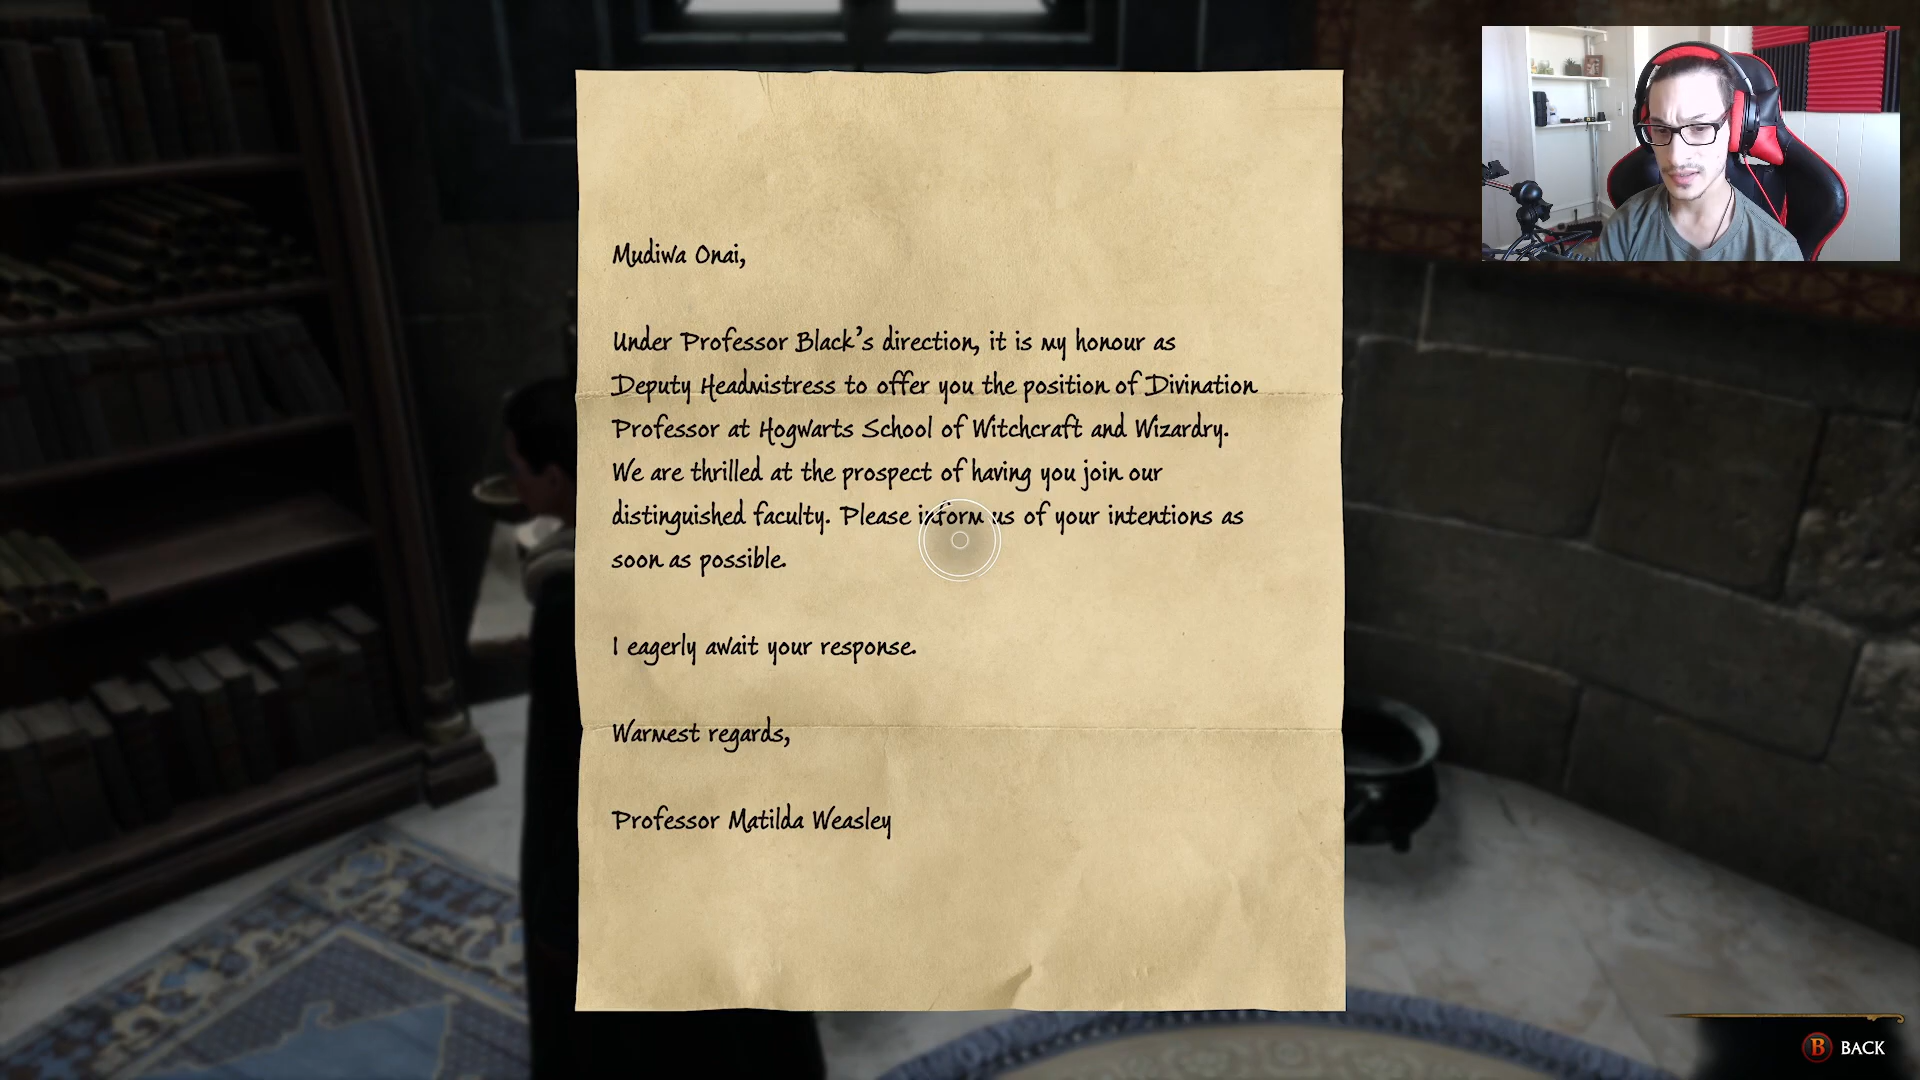 Mudiwa Onai,
Under Professor Black's direction, it is my honour as
Deputy Headmistress to offer you the position of Divination
Professor at Hogwarts School of Witchcraft and Wizardry.
We are thrilled at the prospect of having you join our
distinguished faculty. Please inform us of your intentions as
soon as possible.
I eagerly await your response.
Warmest regards,
Professor Matilda Weasley
B BACK